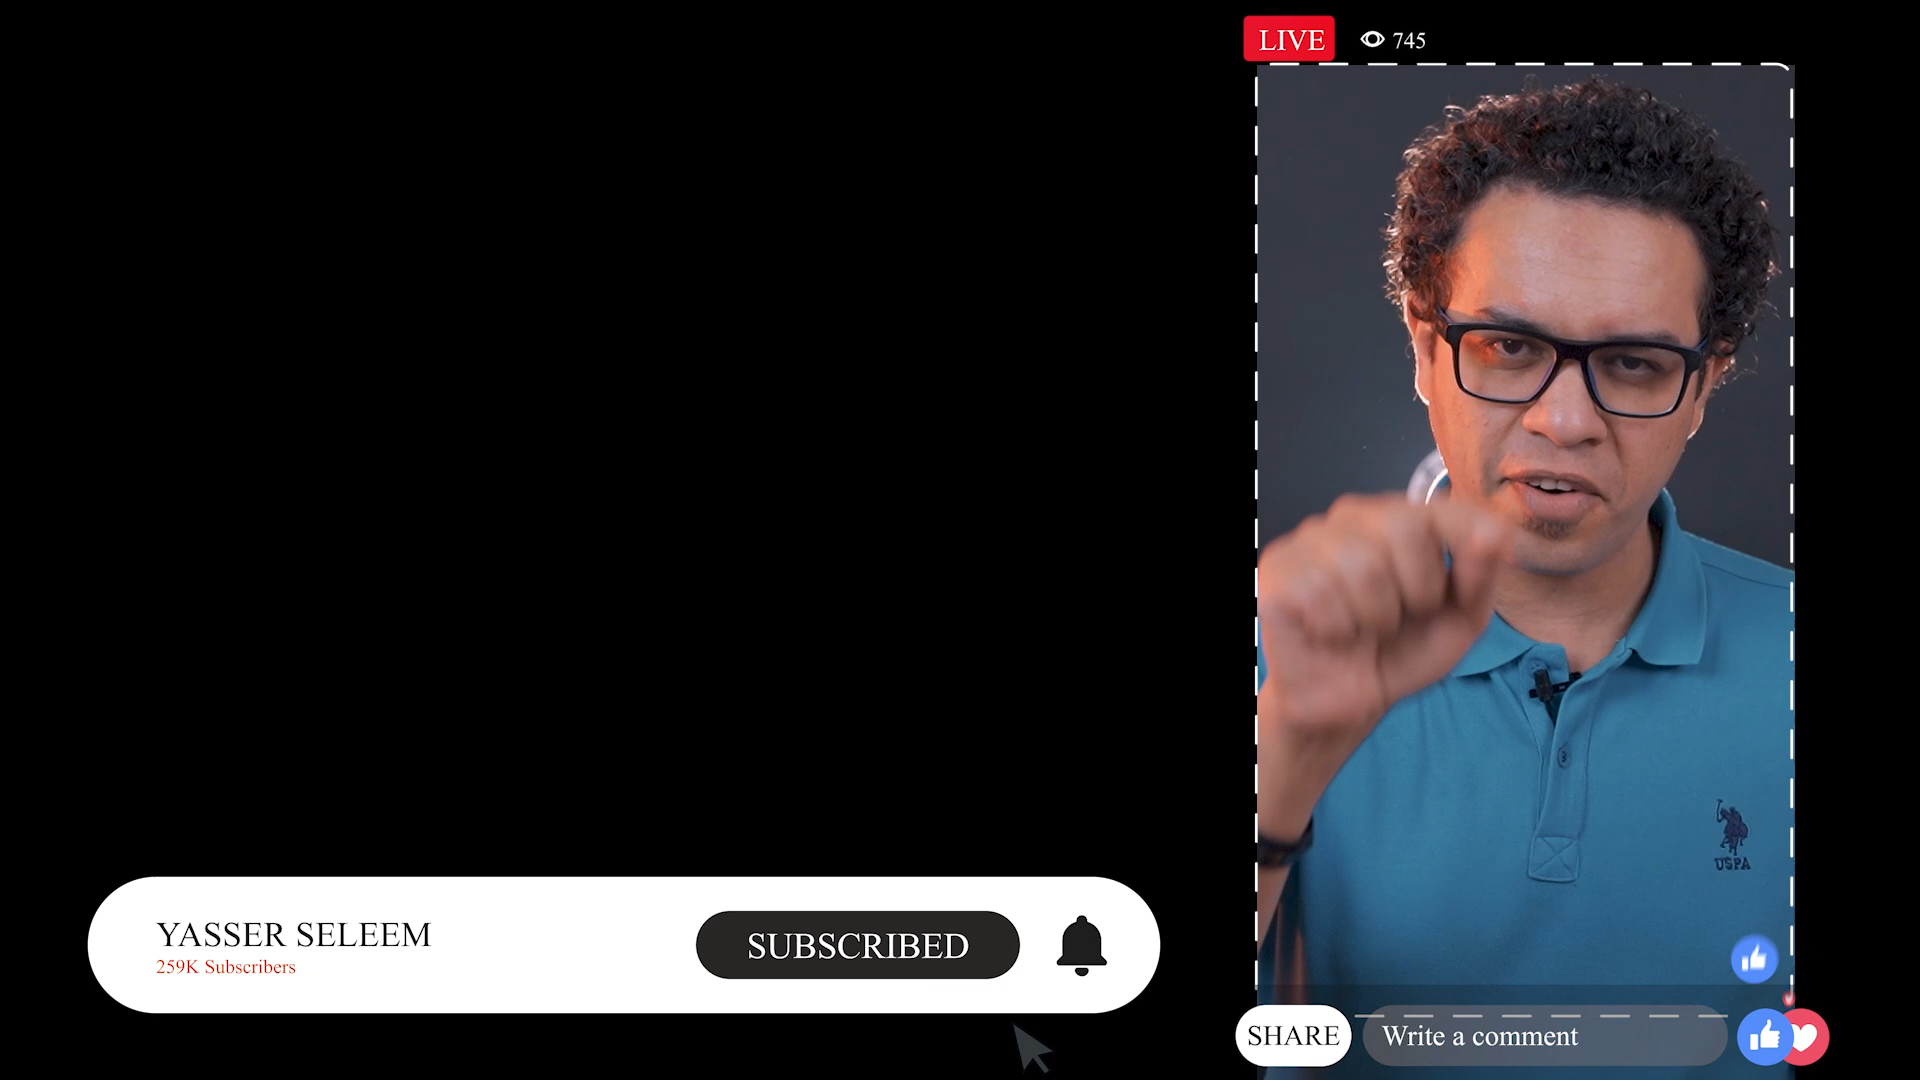 LIVE
745
USPA
YASSER SELEEM
259K Subscribers
SUBSCRIBED
SHARE
Write a comment